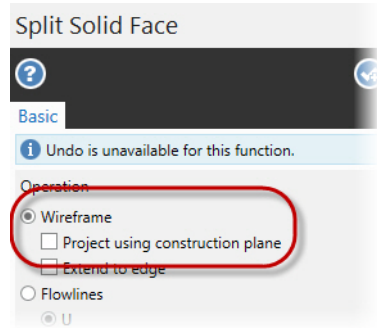 Split Solid Face
?
Basic
i Undo is unavailable for this function.
Operation
Wireframe
Project using construction plane
Extend to edge
Flowlines
U